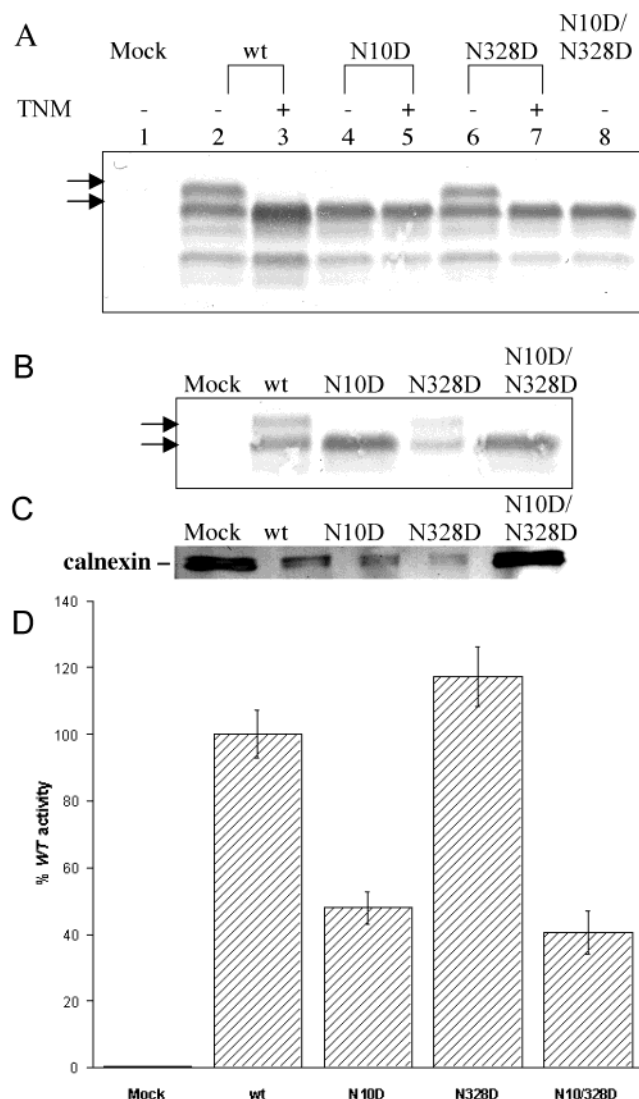 A
Mock wt N10D N328D N10D/
N328D
TNM - - + - + - + -
1 2 3 4 5 6 7 8
B
Mock wt N10D N328D N10D/
N328D
C
Mock wt N10D N328D N10D/
N328D
calnexin –
D
140
120
100
80
60
40
20
0
% WT activity
Mock wt N10D N328D N10/328D